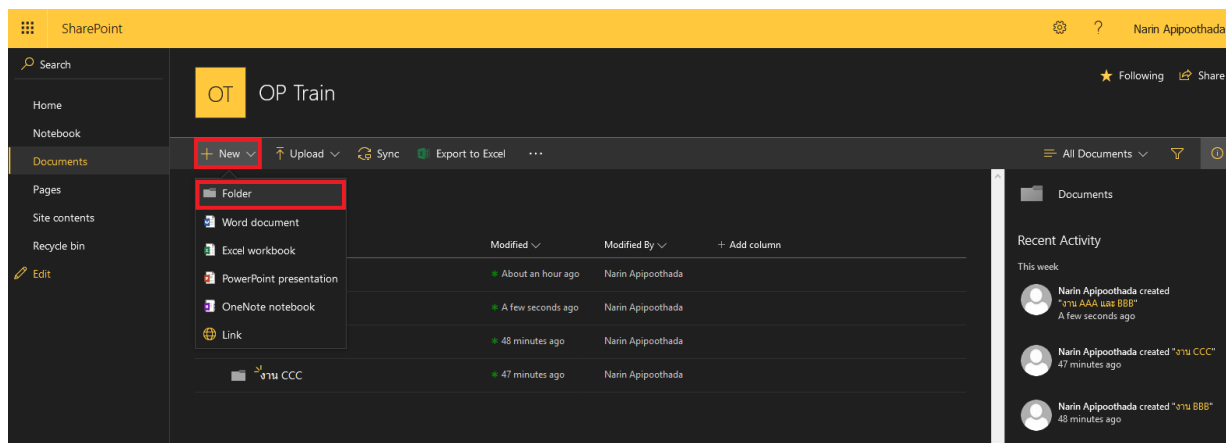 SharePoint
?
Narin Apipoothada
Search
Home
Notebook
Documents
Pages
Site contents
Recycle bin
Edit
OT
OP Train
Following
Share
+ New
Upload
Sync
Export to Excel
...
All Documents
Folder
Word document
Excel workbook
PowerPoint presentation
OneNote notebook
Link
Modified
Modified By
+ Add column
About an hour ago
Narin Apipoothada
A few seconds ago
Narin Apipoothada
48 minutes ago
Narin Apipoothada
งาน CCC
47 minutes ago
Narin Apipoothada
Documents
Recent Activity
This week
Narin Apipoothada created
"งาน AAA และ BBB"
A few seconds ago
Narin Apipoothada created "งาน CCC"
47 minutes ago
Narin Apipoothada created "งาน BBB"
48 minutes ago